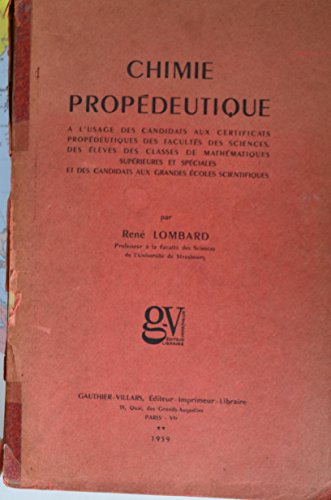 CHIMIE
PROPÉDEUTIQUE
A L'USAGE DES CANDIDATS AUX CERTIFICATS
PROPÉDEUTIQUES DES FACULTÉS DES SCIENCES,
DES ÉLÈVES DES CLASSES DE MATHÉMATIQUES
SUPÉRIEURES ET SPÉCIALES
ET DES CANDIDATS AUX GRANDES ÉCOLES SCIENTIFIQUES
par
René LOMBARD
Professeur à la Faculté des Sciences
de l'Université de Strasbourg
g-V
ÉDITEUR
LIBRAIRE
GAUTHIER-VILLARS, Éditeur-Imprimeur-Libraire
Quai, des Grands-Augustins
PARIS - VIe
1959